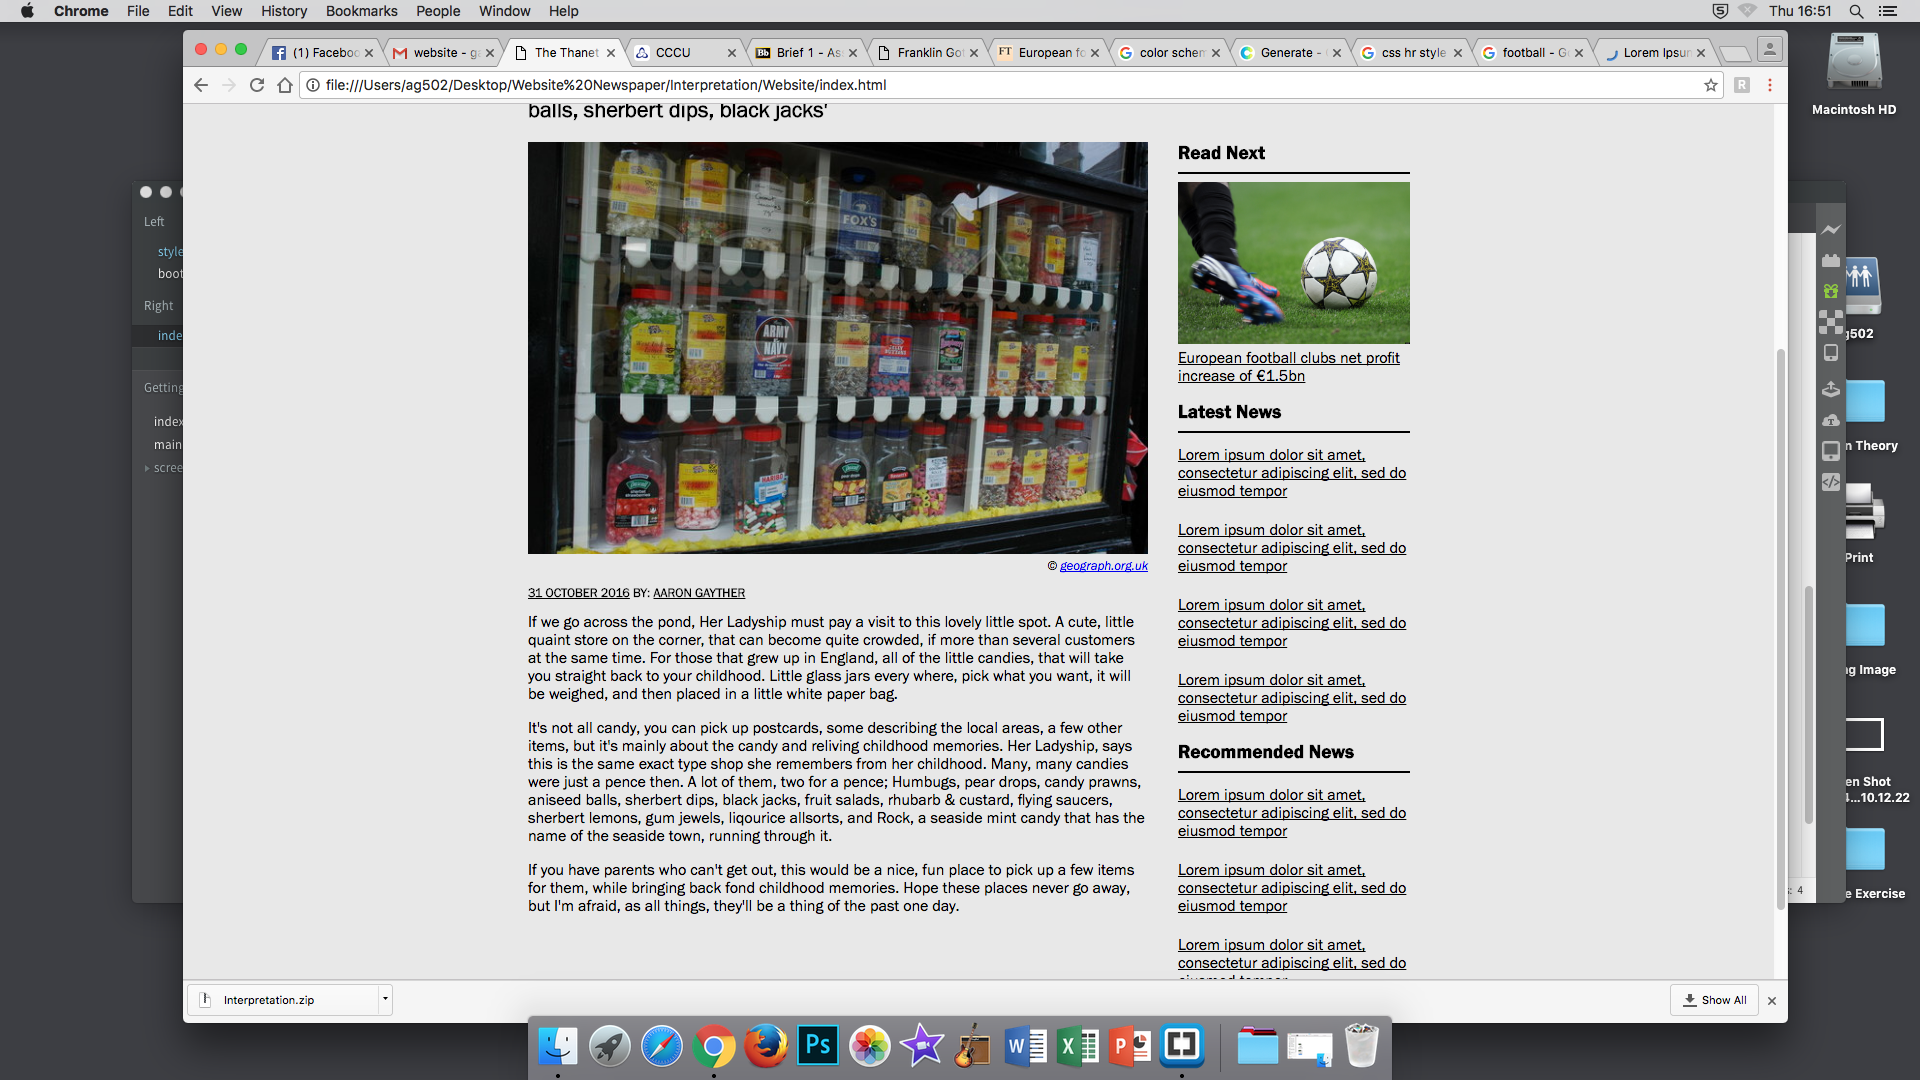 Chrome File Edit View History Bookmarks People Window Help
Thu 16:51
(1) Faceboo
website - ga
The Thanet
CCCU
Bb Brief 1 - Ass
Franklin Got
FT European fo
color schem
Generate -
css hr style
football - Go
Lorem Ipsum
file:///Users/ag502/Desktop/Website%20Newspaper/Interpretation/Website/index.html
R
Macintosh HD
Left
style
boot
Right
inde
Getting
index
main
scree
balls, sherbert dips, black jacks'
FOX'S
ARMY
NAVY
HARIBO
© geograph.org.uk
31 OCTOBER 2016 BY: AARON GAYTHER
If we go across the pond, Her Ladyship must pay a visit to this lovely little spot. A cute, little
quaint store on the corner, that can become quite crowded, if more than several customers
at the same time. For those that grew up in England, all of the little candies, that will take
you straight back to your childhood. Little glass jars every where, pick what you want, it will
be weighed, and then placed in a little white paper bag.
It's not all candy, you can pick up postcards, some describing the local areas, a few other
items, but it's mainly about the candy and reliving childhood memories. Her Ladyship, says
this is the same exact type shop she remembers from her childhood. Many, many candies
were just a pence then. A lot of them, two for a pence; Humbugs, pear drops, candy prawns,
aniseed balls, sherbert dips, black jacks, fruit salads, rhubarb & custard, flying saucers,
sherbert lemons, gum jewels, liqourice allsorts, and Rock, a seaside mint candy that has the
name of the seaside town, running through it.
If you have parents who can't get out, this would be a nice, fun place to pick up a few items
for them, while bringing back fond childhood memories. Hope these places never go away,
but I'm afraid, as all things, they'll be a thing of the past one day.
Read Next
European football clubs net profit
increase of €1.5bn
Latest News
Lorem ipsum dolor sit amet,
consectetur adipiscing elit, sed do
eiusmod tempor
Lorem ipsum dolor sit amet,
consectetur adipiscing elit, sed do
eiusmod tempor
Lorem ipsum dolor sit amet,
consectetur adipiscing elit, sed do
eiusmod tempor
Lorem ipsum dolor sit amet,
consectetur adipiscing elit, sed do
eiusmod tempor
Recommended News
Lorem ipsum dolor sit amet,
consectetur adipiscing elit, sed do
eiusmod tempor
Lorem ipsum dolor sit amet,
consectetur adipiscing elit, sed do
eiusmod tempor
Lorem ipsum dolor sit amet,
consectetur adipiscing elit, sed do
g502
n Theory
Print
ng Image
en Shot
4...10.12.22
: 4
e Exercise
Interpretation.zip
Show All
Ps
W
X
P